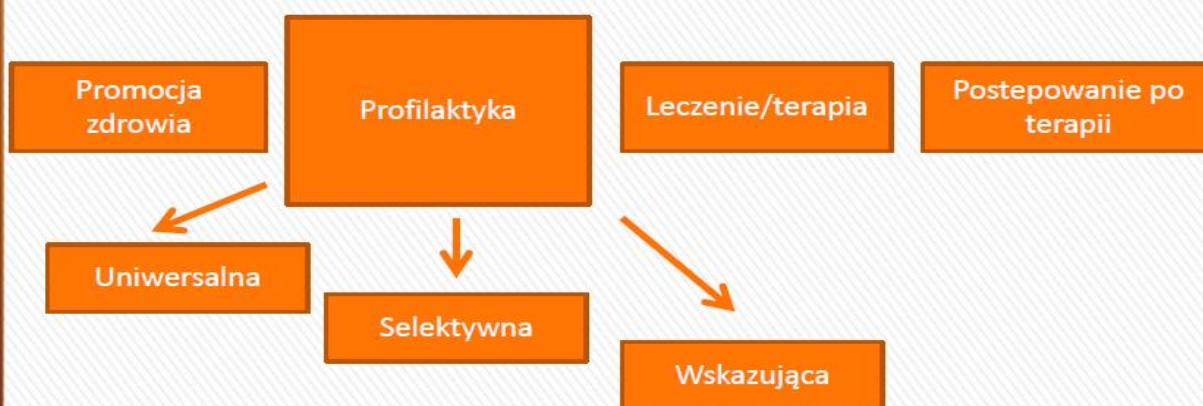 Promocja
zdrowia
Profilaktyka
Leczenie/terapia
Postepowanie po
terapii
Uniwersalna
Selektywna
Wskazująca